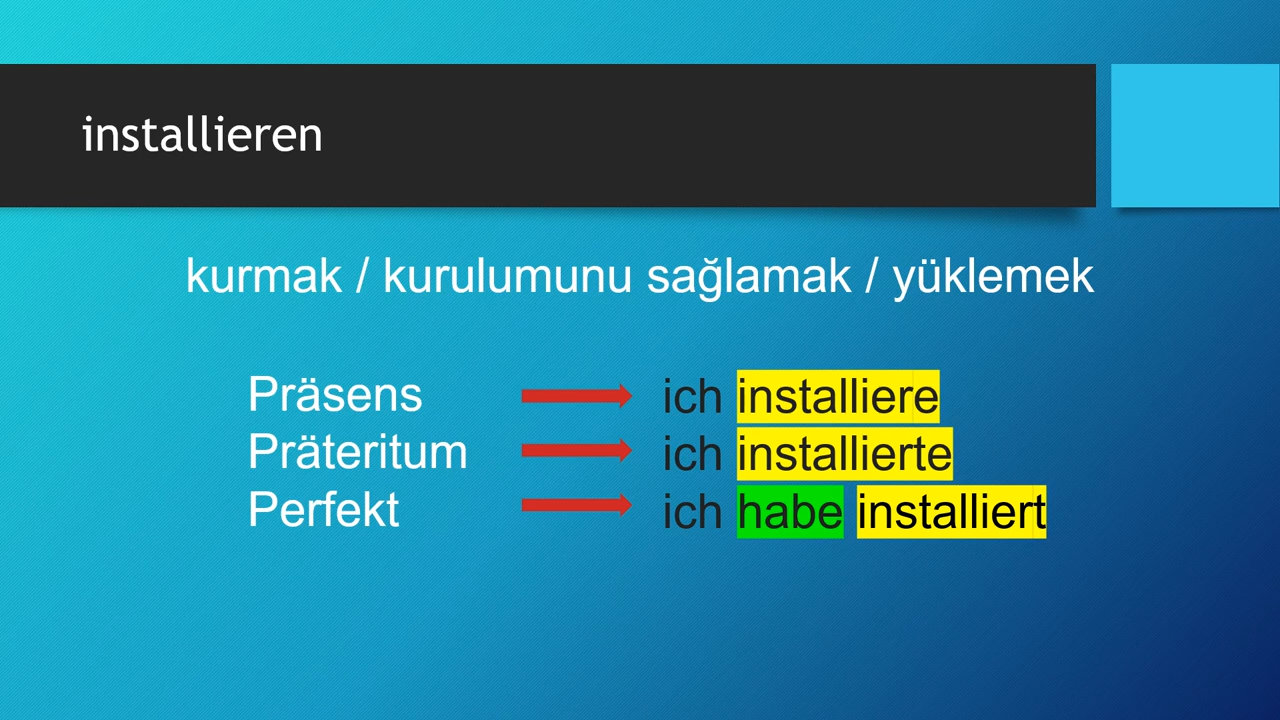 installieren
kurmak / kurulumunu sağlamak / yüklemek
Präsens ich installiere
Präteritum ich installierte
Perfekt ich habe installiert